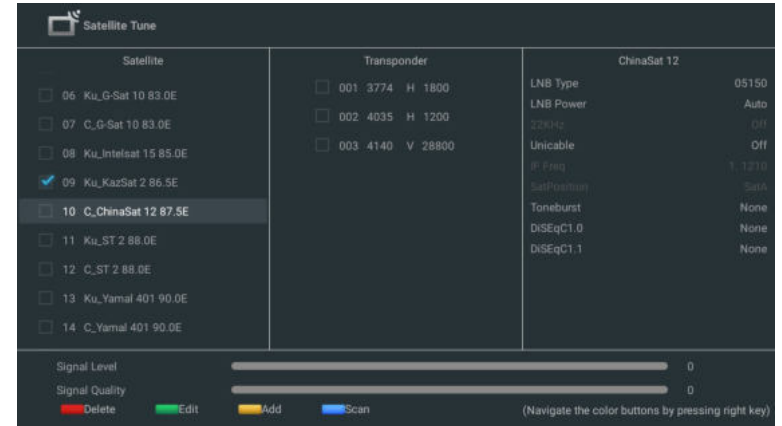 Satellite Tune
Satellite
06 Ku_G-Sat 10 83.0E
07 C_G-Sat 10 83.0E
08 Ku_Intelsat 15 85.0E
09 Ku_KazSat 2 86.5E
10 C_ChinaSat 12 87.5E
11 Ku_ST 2 88.0E
12 C_ST 2 88.0E
13 Ku_Yamal 401 90.0E
14 C_Yamal 401 90.0E
Transponder
001 3774 H 1800
002 4035 H 1200
003 4140 V 28800
ChinaSat 12
LNB Type 05150
LNB Power Auto
22KHz Off
Unicable Off
IF Freq 1. 1210
SatPosition SatA
Toneburst None
DiSEqC1.0 None
DiSEqC1.1 None
Signal Level 0
Signal Quality 0
Delete Edit Add Scan (Navigate the color buttons by pressing right key)